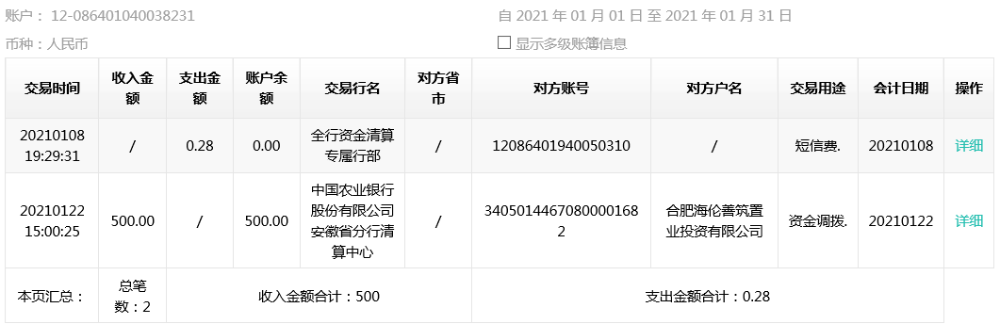 账户： 12-086401040038231
自 2021 年 01 月 01 日 至 2021 年 01 月 31 日
币种：人民币
显示多级账簿信息
交易时间
收入金
额
支出金
额
账户余
额
交易行名
对方省
市
对方账号
对方户名
交易用途
会计日期
操作
20210108
19:29:31
/
0.28
0.00
全行资金清算
专属行部
/
12086401940050310
/
短信费.
20210108
详细
20210122
15:00:25
500.00
/
500.00
中国农业银行
股份有限公司
安徽省分行清
算中心
/
3405014467080000168
2
合肥海伦善筑置
业投资有限公司
资金调拨.
20210122
详细
本页汇总：
总笔
数：2
收入金额合计：500
支出金额合计：0.28